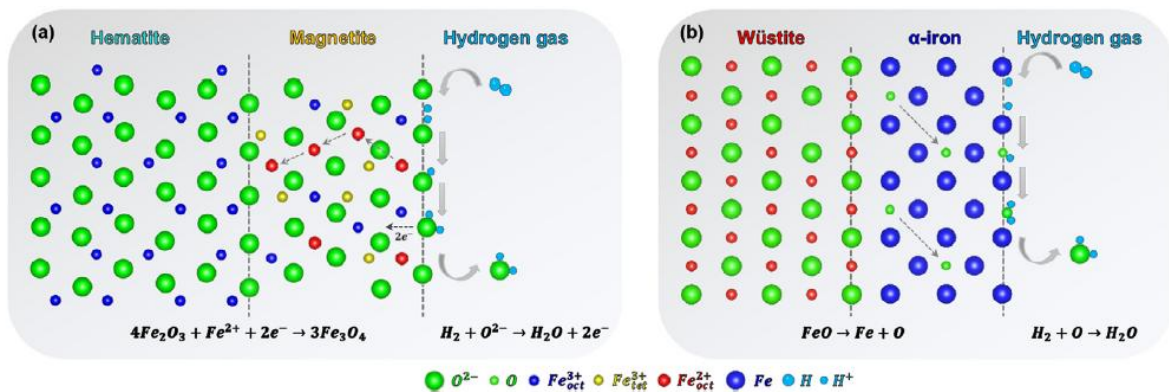 (a)
Hematite
Magnetite
Hydrogen gas
2e⁻
4Fe₂O₃ + Fe²⁺ + 2e⁻ → 3Fe₃O₄
H₂ + O²⁻ → H₂O + 2e⁻
(b)
Wüstite
α-iron
Hydrogen gas
FeO → Fe + O
H₂ + O → H₂O
O²⁻ O Fe³⁺oct Fe³⁺tet Fe²⁺oct Fe H H⁺